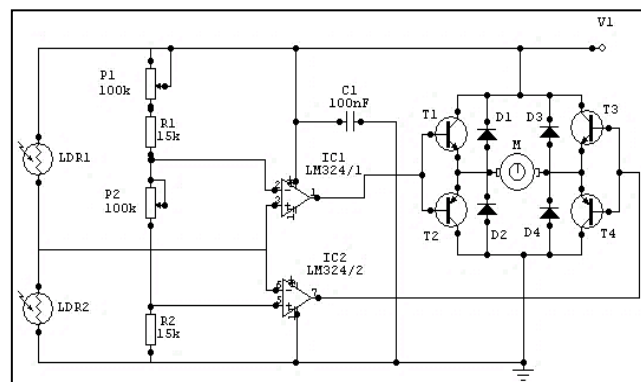 V1
P1
100k
R1
15k
LDR1
P2
100k
LDR2
R2
15k
C1
100nF
IC1
LM324/1
2
3
1
IC2
LM324/2
6
5
7
T1
D1
D3
T3
M
T2
D2
D4
T4